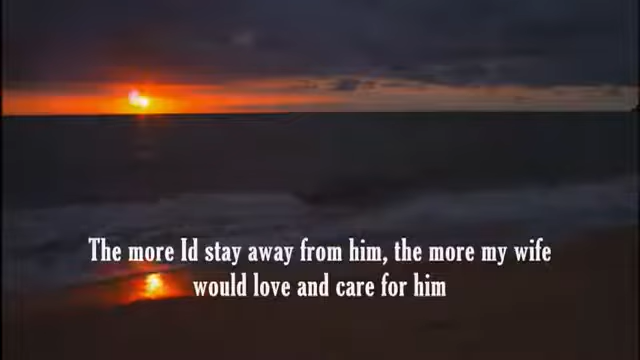 The more Id stay away from him, the more my wife
would love and care for him